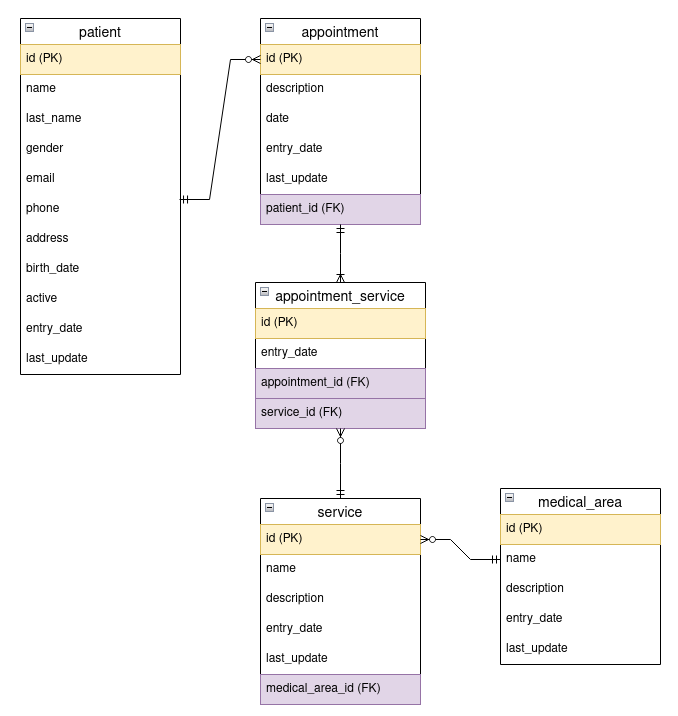 patient
id (PK)
name
last_name
gender
email
phone
address
birth_date
active
entry_date
last_update
appointment
id (PK)
description
date
entry_date
last_update
patient_id (FK)
appointment_service
id (PK)
entry_date
appointment_id (FK)
service_id (FK)
service
id (PK)
name
description
entry_date
last_update
medical_area_id (FK)
medical_area
id (PK)
name
description
entry_date
last_update